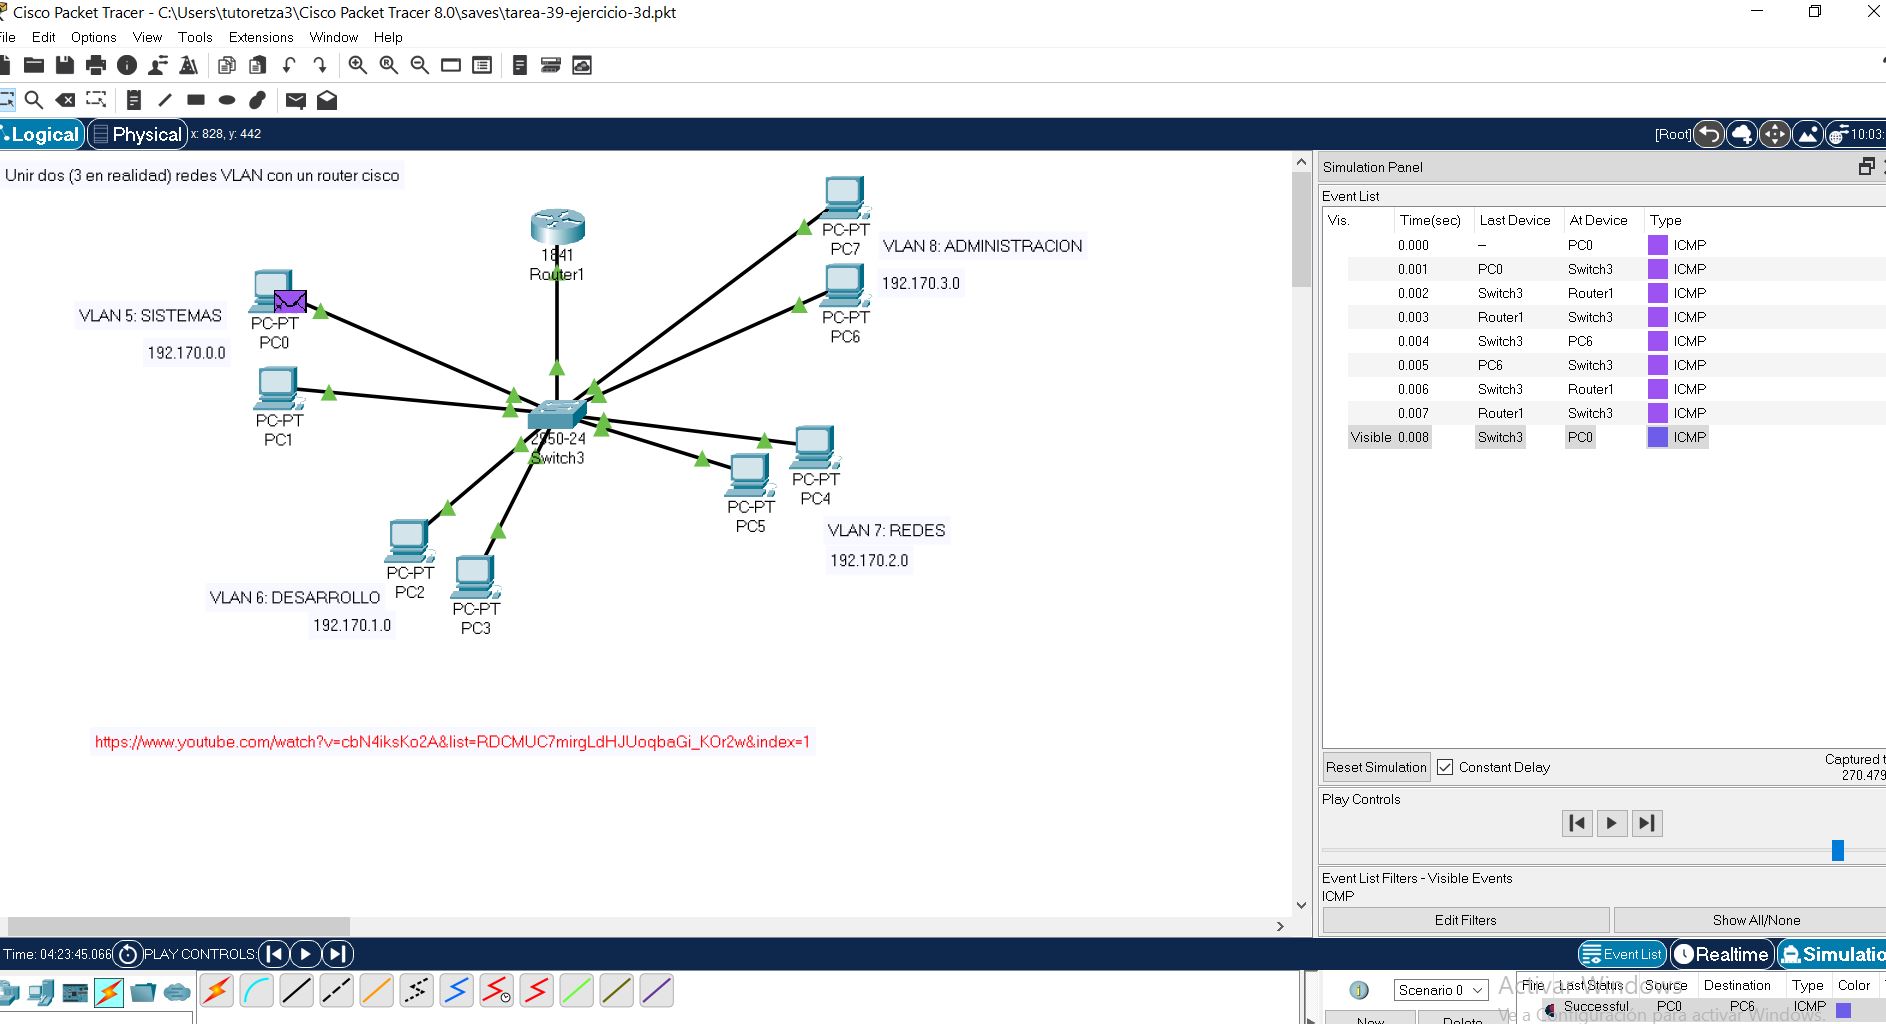 Cisco Packet Tracer - C:\Users\tutoretza3\Cisco Packet Tracer 8.0\saves\tarea-39-ejercicio-3d.pkt
File Edit Options View Tools Extensions Window Help
Logical Physical x: 828, y: 442 [Root] 10:03:
Unir dos (3 en realidad) redes VLAN con un router cisco
1841
Router1
PC-PT
PC7
VLAN 8: ADMINISTRACION
192.170.3.0
PC-PT
PC6
VLAN 5: SISTEMAS
192.170.0.0
PC-PT
PC0
PC-PT
PC1
2950-24
Switch3
PC-PT
PC4
PC-PT
PC5
VLAN 7: REDES
192.170.2.0
PC-PT
PC2
VLAN 6: DESARROLLO
192.170.1.0
PC-PT
PC3
https://www.youtube.com/watch?v=cbN4iksKo2A&list=RDCMUC7mirgLdHJUoqbaGi_KOr2w&index=1
Simulation Panel
Event List
Vis. Time(sec) Last Device At Device Type
0.000 -- PC0 ICMP
0.001 PC0 Switch3 ICMP
0.002 Switch3 Router1 ICMP
0.003 Router1 Switch3 ICMP
0.004 Switch3 PC6 ICMP
0.005 PC6 Switch3 ICMP
0.006 Switch3 Router1 ICMP
0.007 Router1 Switch3 ICMP
Visible 0.008 Switch3 PC0 ICMP
Reset Simulation Constant Delay Captured t
270.479
Play Controls
Event List Filters - Visible Events
ICMP
Edit Filters Show All/None
Time: 04:23:45.066 PLAY CONTROLS: Event List Realtime Simulatio
Scenario 0 Fire Last Status Source Destination Type Color
Successful PC0 PC6 ICMP
New Delete
Activar Windows
Ve a Configuración para activar Windows.